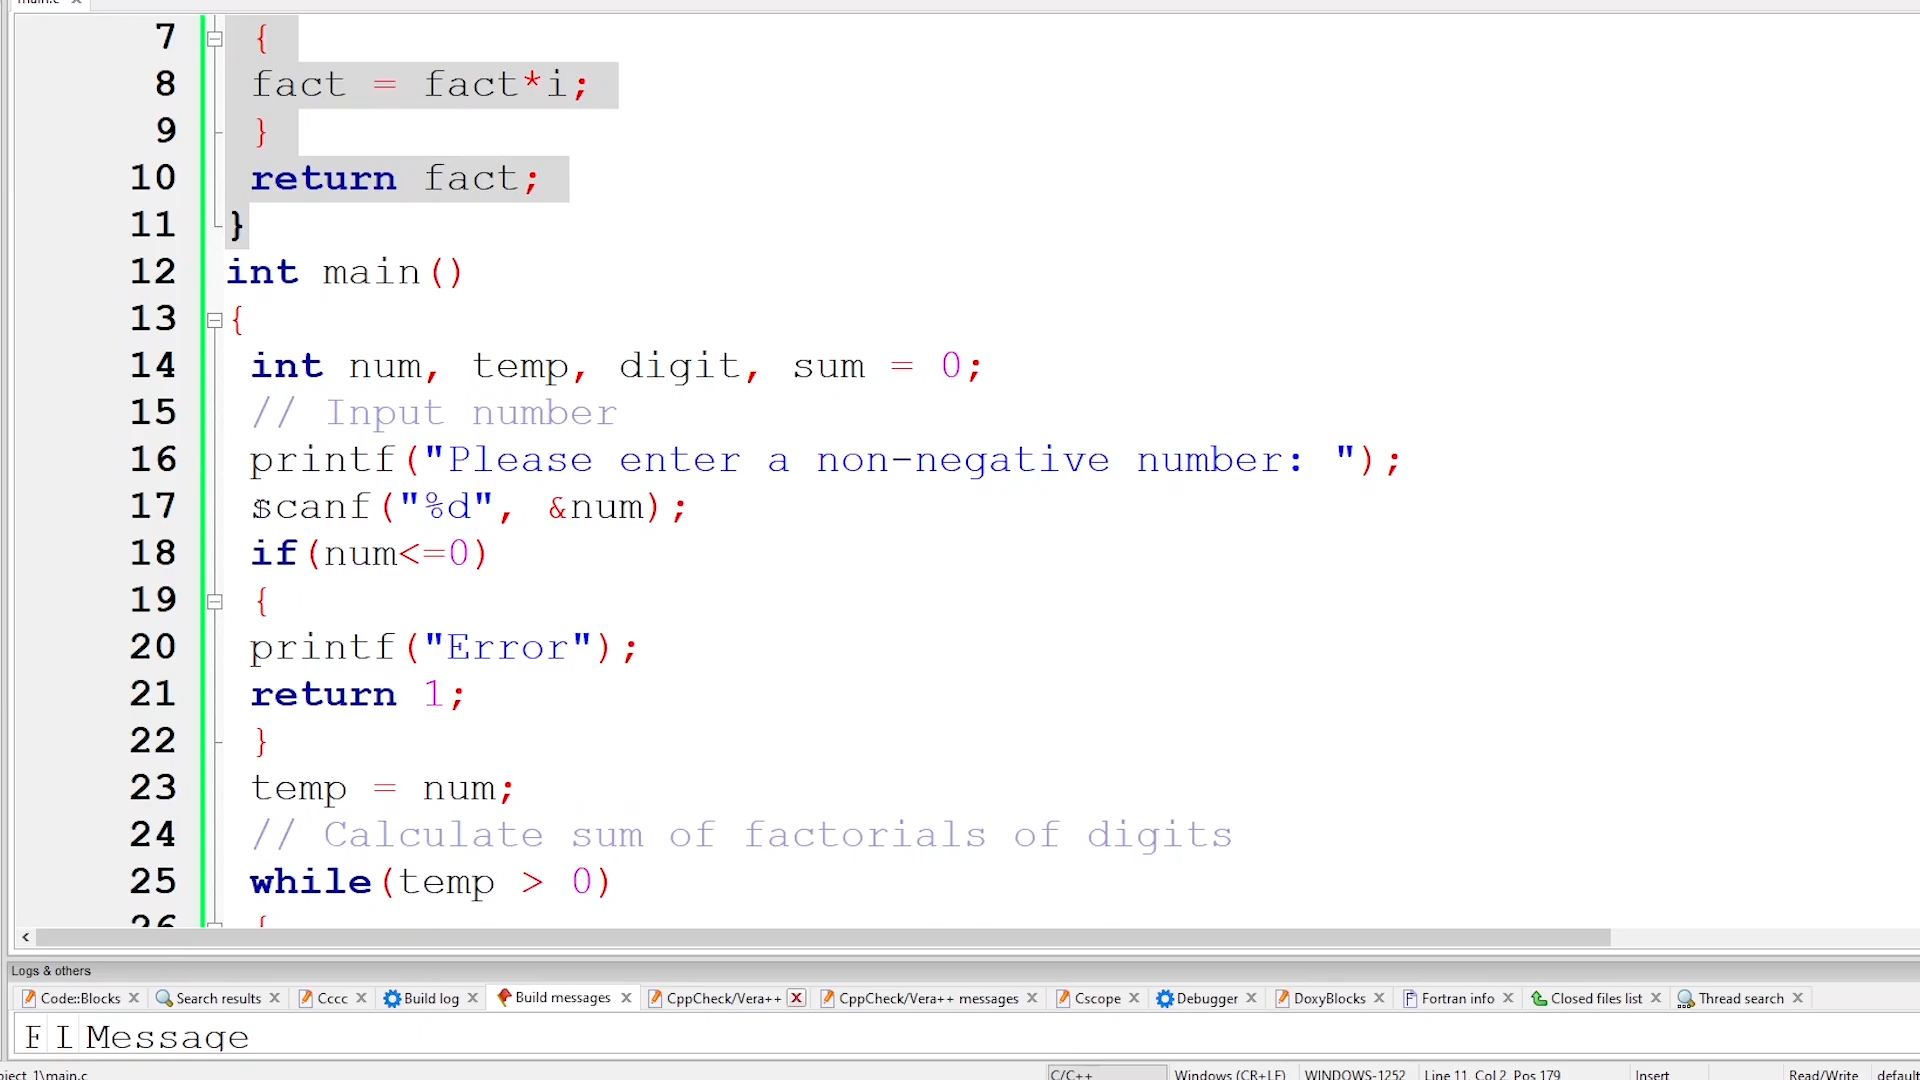 main.c
7 {
8 fact = fact*i;
9 }
10 return fact;
11 }
12 int main()
13 {
14 int num, temp, digit, sum = 0;
15 // Input number
16 printf("Please enter a non-negative number: ");
17 scanf("%d", &num);
18 if(num<=0)
19 {
20 printf("Error");
21 return 1;
22 }
23 temp = num;
24 // Calculate sum of factorials of digits
25 while(temp > 0)
26 {
Logs & others
Code::Blocks Search results Cccc Build log Build messages CppCheck/Vera++ CppCheck/Vera++ messages Cscope Debugger DoxyBlocks Fortran info Closed files list Thread search
F I Message
oject_1\main.c C/C++ Windows (CR+LF) WINDOWS-1252 Line 11, Col 2, Pos 179 Insert Read/Write default